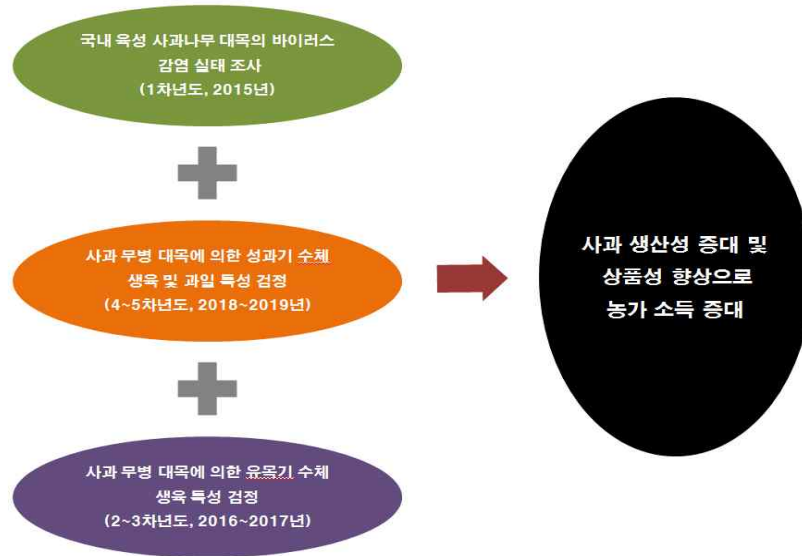 국내 육성 사과나무 대목의 바이러스
감염 실태 조사
(1차년도, 2015년)
사과 무병 대목에 의한 성과기 수체
생육 및 과일 특성 검정
(4~5차년도, 2018~2019년)
사과 무병 대목에 의한 유목기 수체
생육 특성 검정
(2~3차년도, 2016~2017년)
사과 생산성 증대 및
상품성 향상으로
농가 소득 증대